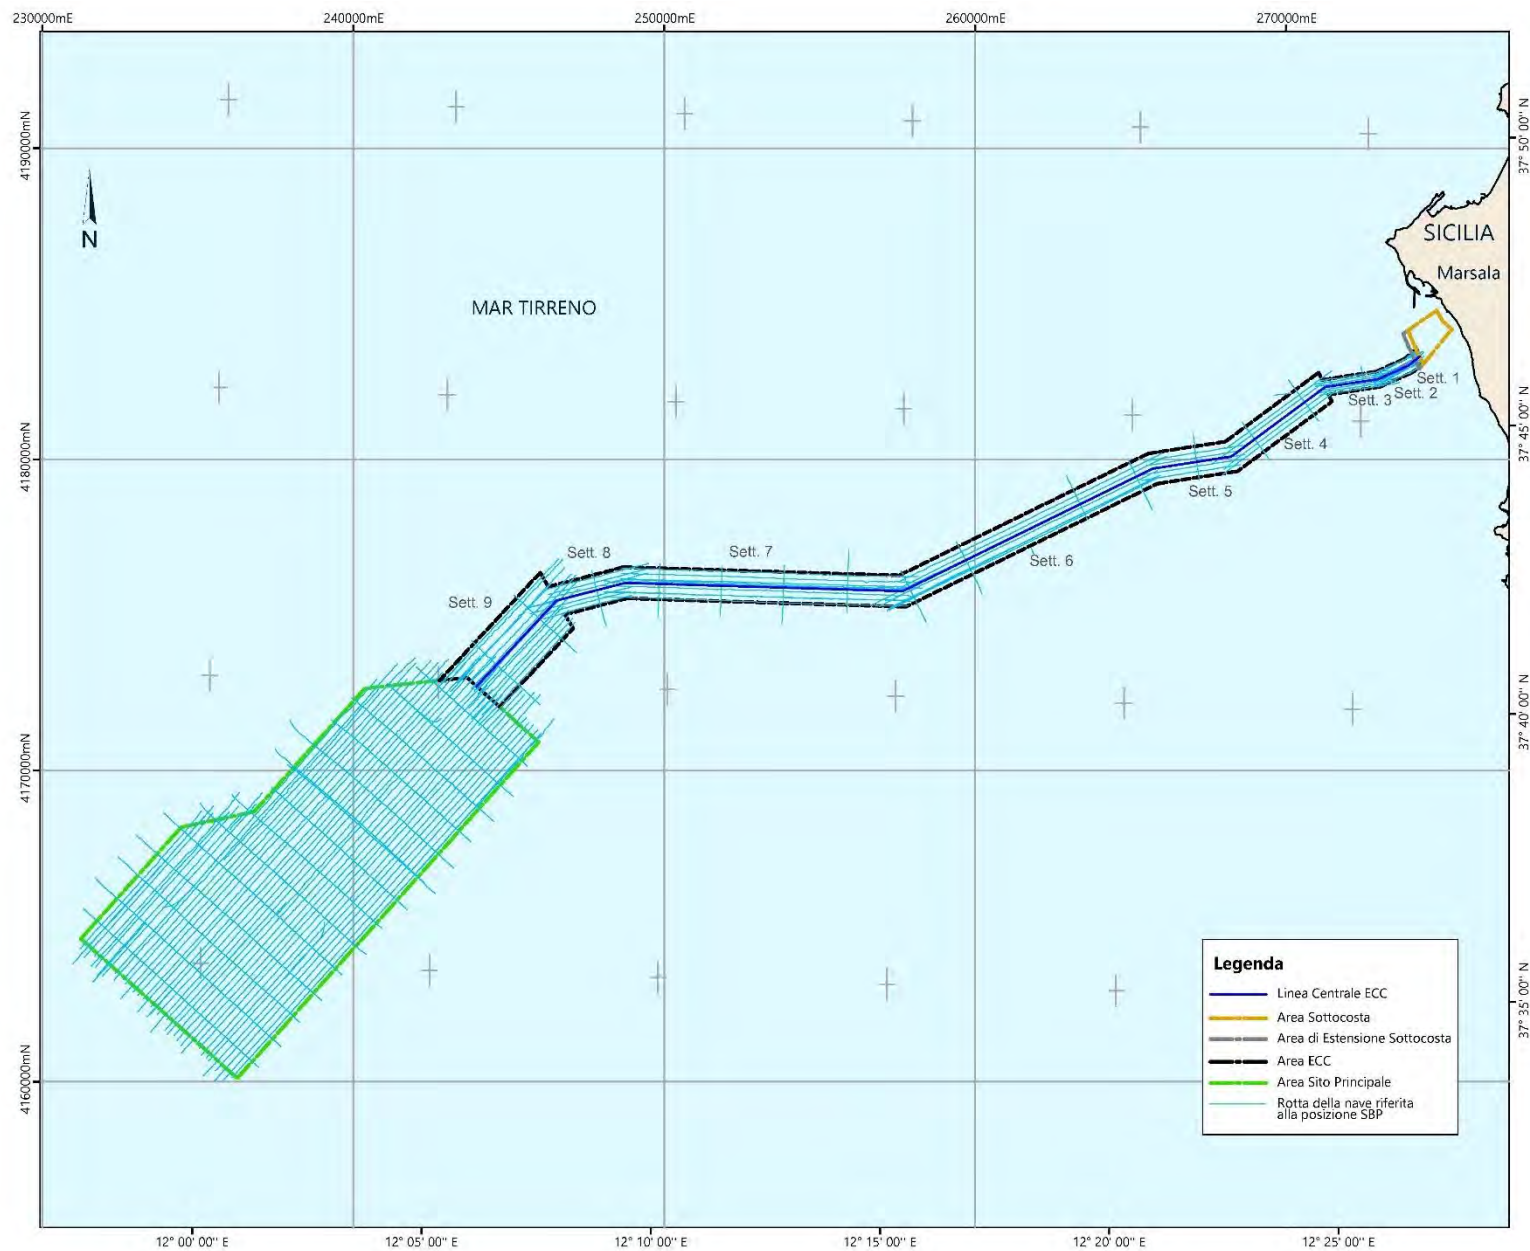 230000mE
240000mE
250000mE
260000mE
270000mE
4190000mN
4180000mN
4170000mN
4160000mN
37° 50' 00'' N
37° 45' 00'' N
37° 40' 00'' N
37° 35' 00'' N
N
MAR TIRRENO
SICILIA
Marsala
Sett. 1
Sett. 2
Sett. 3
Sett. 4
Sett. 5
Sett. 6
Sett. 7
Sett. 8
Sett. 9
Legenda
Linea Centrale ECC
Area Sottocosta
Area di Estensione Sottocosta
Area ECC
Area Sito Principale
Rotta della nave riferita
alla posizione SBP
12° 00' 00'' E
12° 05' 00'' E
12° 10' 00'' E
12° 15' 00'' E
12° 20' 00'' E
12° 25' 00'' E